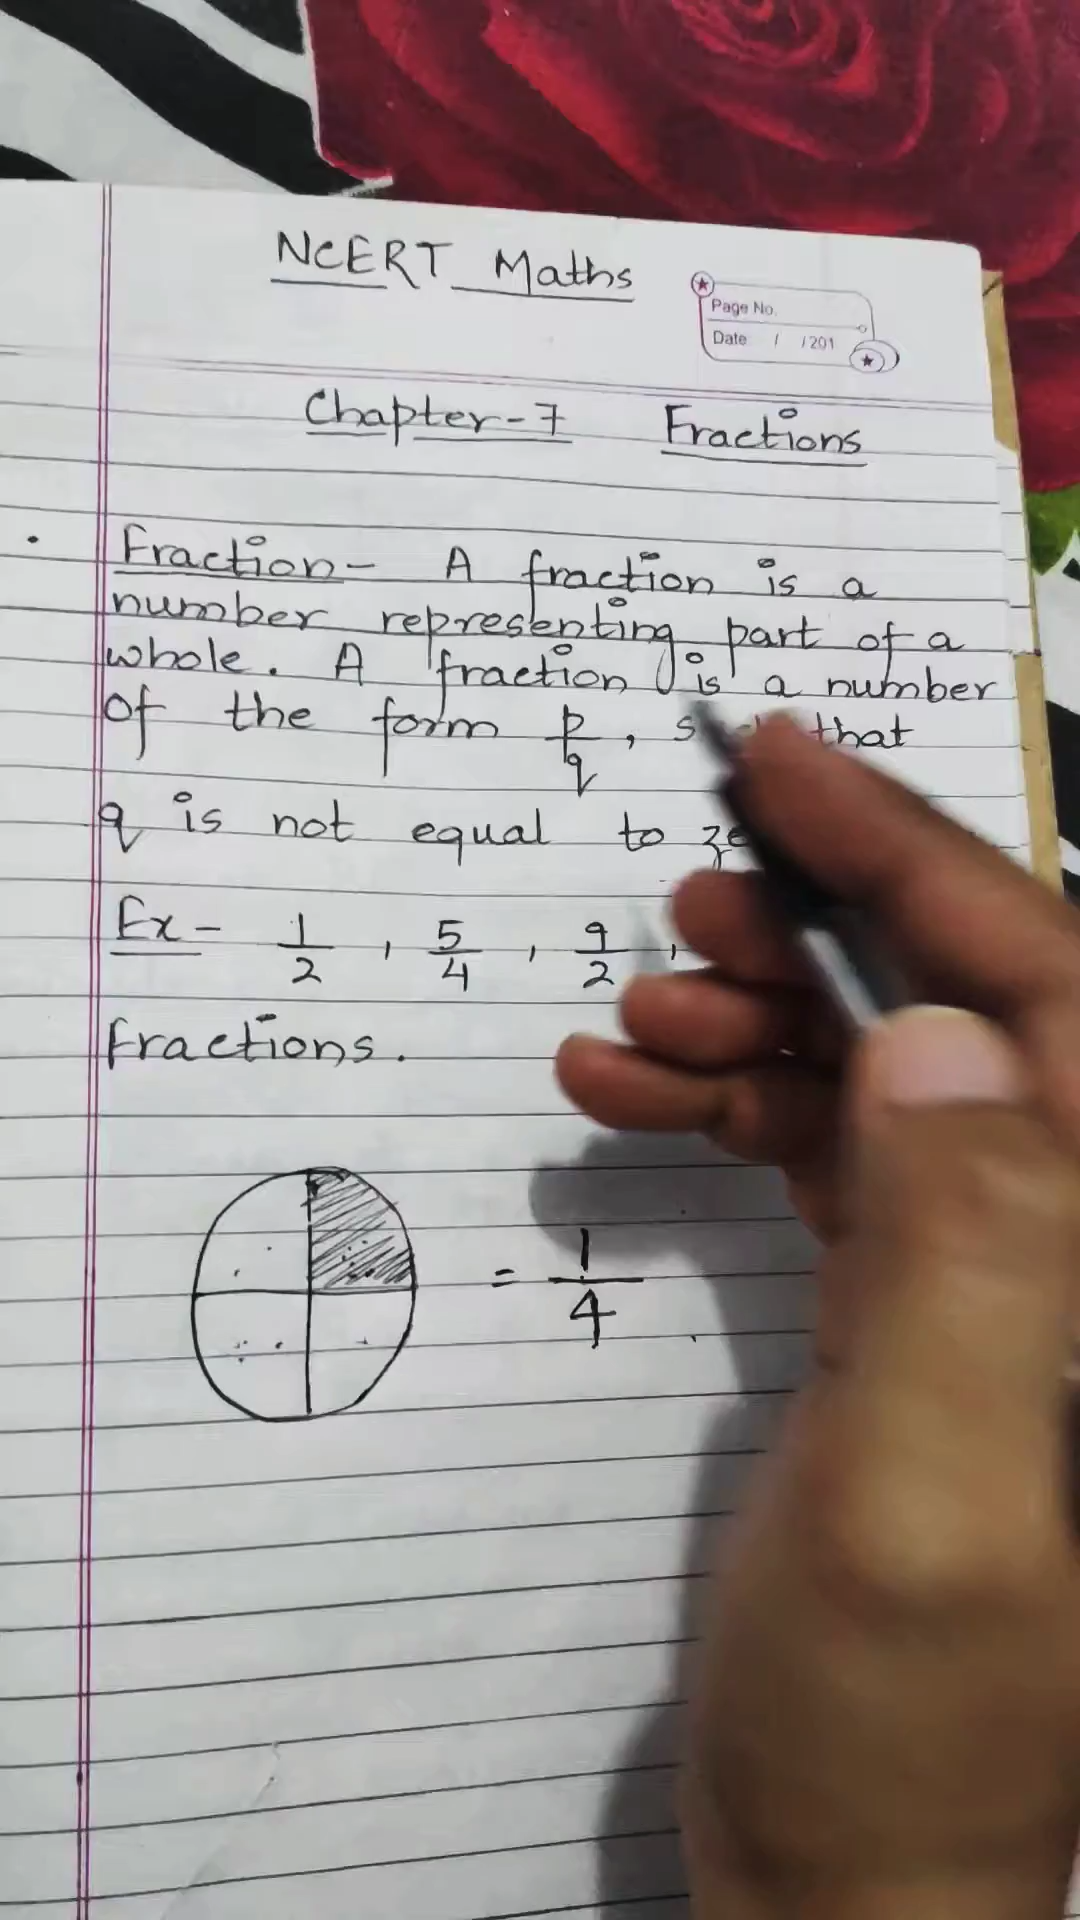 NCERT Maths
Page No.
Date / / 201
Chapter-7 Fractions
Fraction- A fraction is a
number representing part of a
whole. A fraction is a number
of the form p/q, that
q is not equal to
Ex- 1/2, 5/4, 9/2,
fractions.
= 1/4